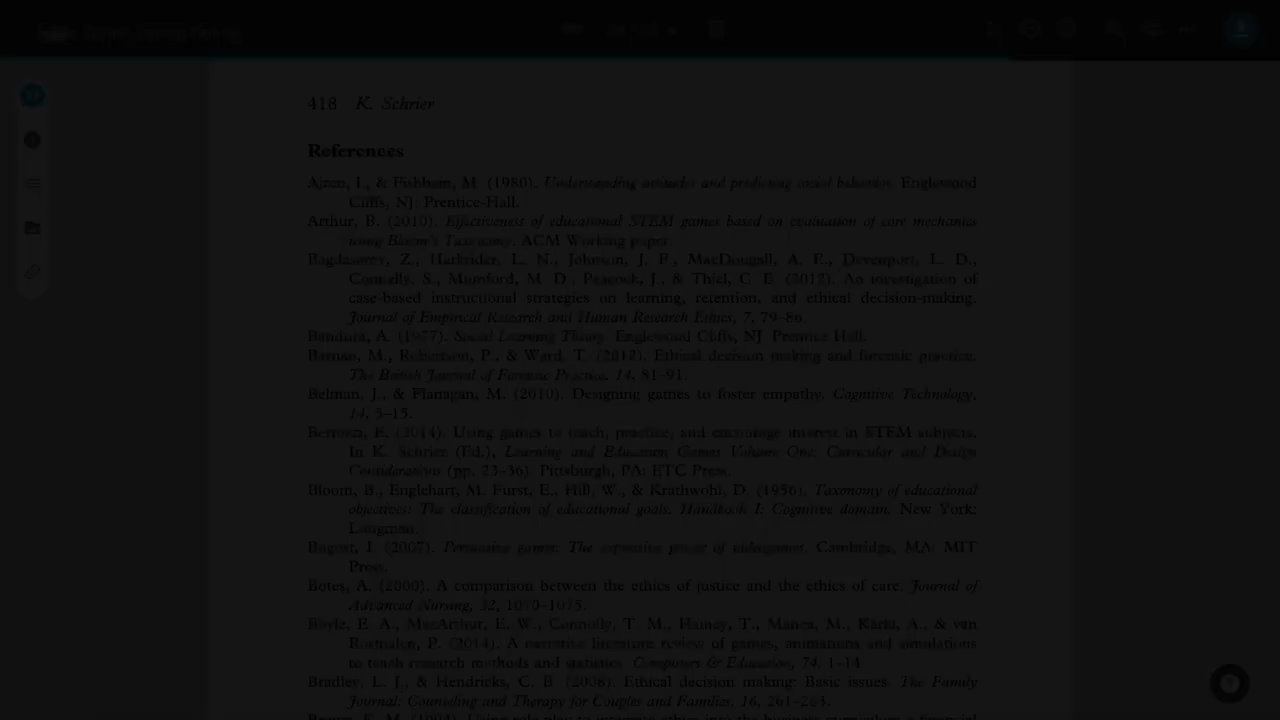 418 K. Schrier
References
Ajzen, I., & Fishbein, M. (1980). Understanding attitudes and predicting social behavior. Englewood
Cliffs, NJ: Prentice-Hall.
Arthur, B. (2010). Effectiveness of educational STEM games based on evaluation of core mechanics
using Bloom's Taxonomy. ACM Working paper.
Bagdasarov, Z., Harkrider, L. N., Johnson, J. F., MacDougall, A. E., Devenport, L. D.,
Connelly, S., Mumford, M. D., Peacock, J., & Thiel, C. E. (2012). An investigation of
case-based instructional strategies on learning, retention, and ethical decision-making.
Journal of Empirical Research and Human Research Ethics, 7, 79–86.
Bandura, A. (1977). Social Learning Theory. Englewood Cliffs, NJ: Prentice Hall.
Barnao, M., Robertson, P., & Ward, T. (2012). Ethical decision making and forensic practice.
The British Journal of Forensic Practice, 14, 81–91.
Belman, J., & Flanagan, M. (2010). Designing games to foster empathy. Cognitive Technology,
14, 5–15.
Bertozzi, E. (2014). Using games to teach, practice, and encourage interest in STEM subjects.
In K. Schrier (Ed.), Learning and Education Games Volume One: Curricular and Design
Considerations (pp. 23–36). Pittsburgh, PA: ETC Press.
Bloom, B., Englehart, M. Furst, E., Hill, W., & Krathwohl, D. (1956). Taxonomy of educational
objectives: The classification of educational goals. Handbook I: Cognitive domain. New York:
Longman.
Bogost, I. (2007). Persuasive games: The expressive power of videogames. Cambridge, MA: MIT
Press.
Botes, A. (2000). A comparison between the ethics of justice and the ethics of care. Journal of
Advanced Nursing, 32, 1070–1075.
Boyle, E. A., MacArthur, E. W., Connolly, T. M., Hainey, T., Manea, M., Kärki, A., & van
Rosmalen, P. (2014). A narrative literature review of games, animations and simulations
to teach research methods and statistics. Computers & Education, 74, 1–14
Bradley, L. J., & Hendricks, C. B. (2008). Ethical decision making: Basic issues. The Family
Journal: Counseling and Therapy for Couples and Families, 16, 261–264.